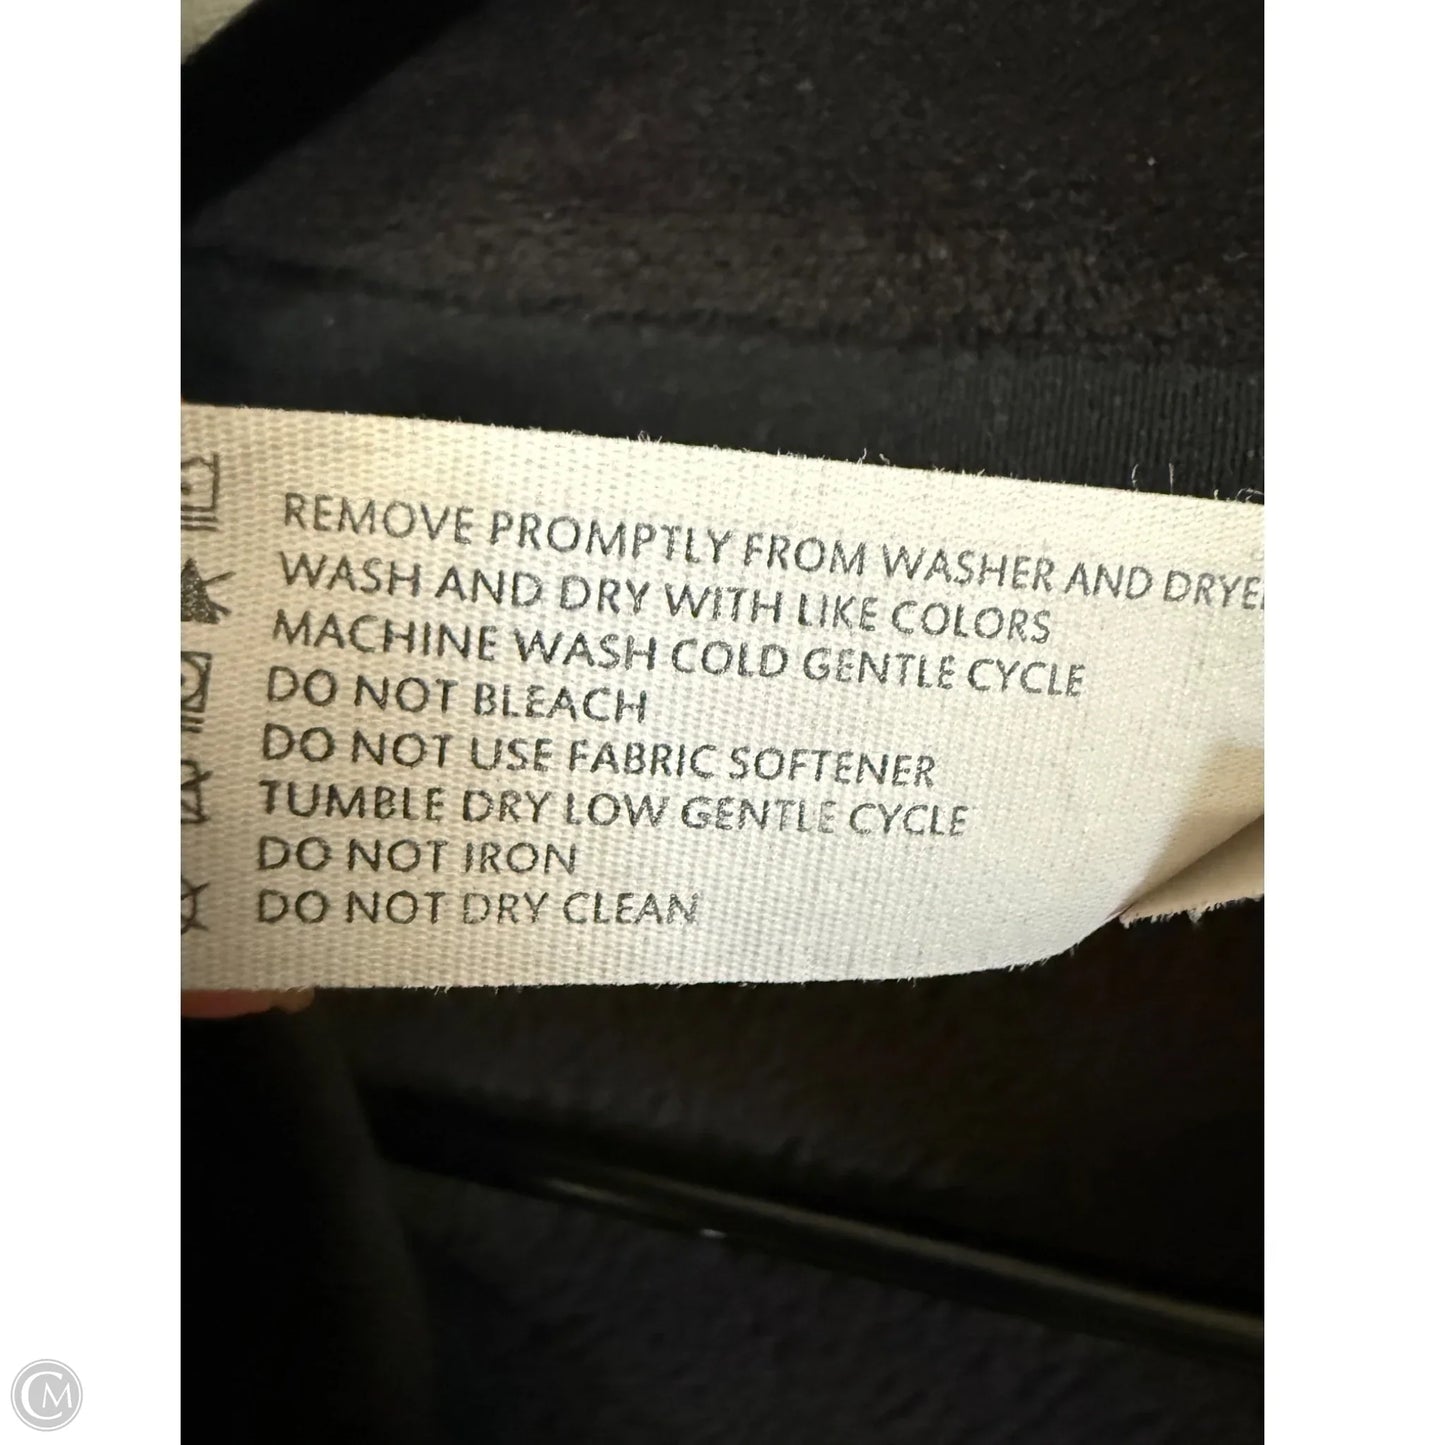 REMOVE PROMPTLY FROM WASHER AND DRYE
WASH AND DRY WITH LIKE COLORS
MACHINE WASH COLD GENTLE CYCLE
DO NOT BLEACH
DO NOT USE FABRIC SOFTENER
TUMBLE DRY LOW GENTLE CYCLE
DO NOT IRON
DO NOT DRY CLEAN
CM